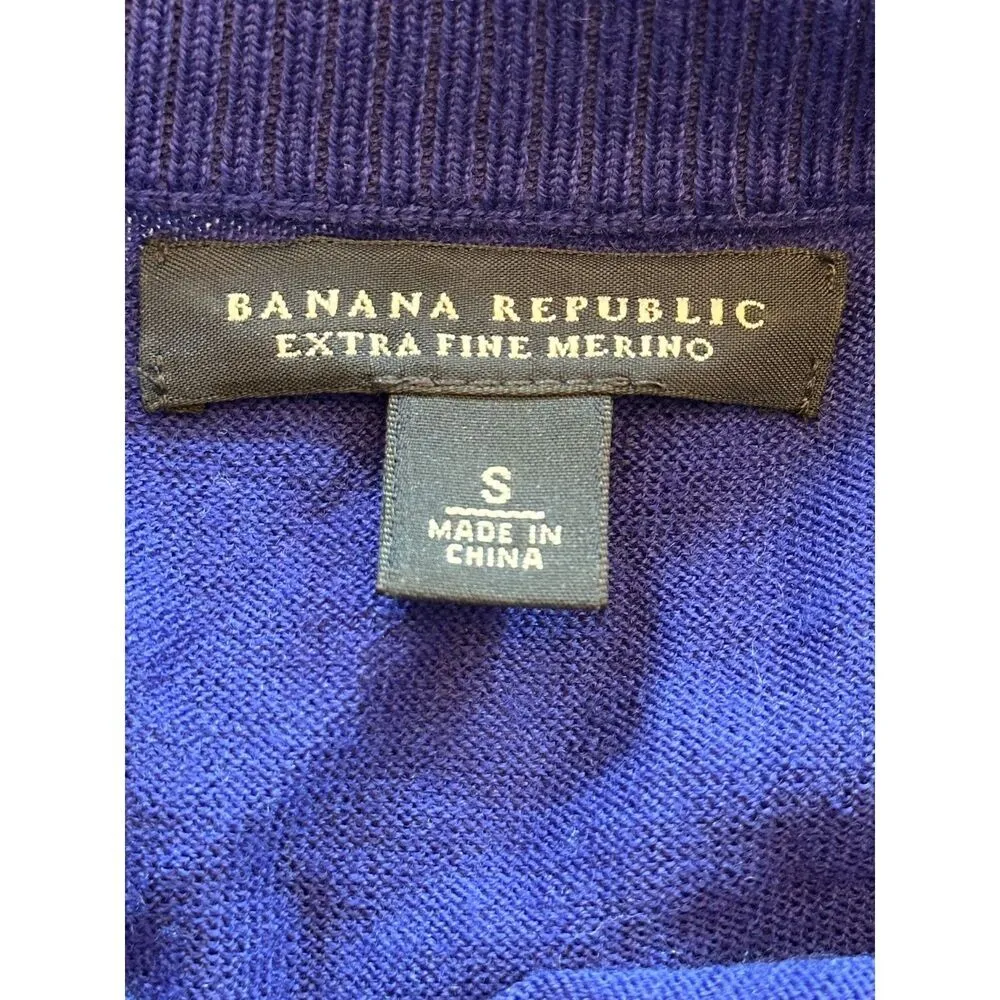 BANANA REPUBLIC
EXTRA FINE MERINO
S
MADE IN
CHINA